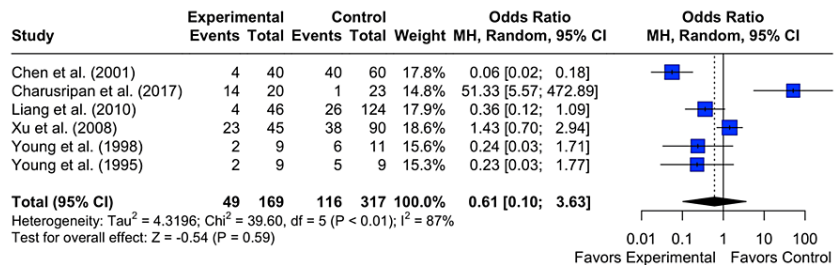 Experimental Control Odds Ratio Odds Ratio
Study Events Total Events Total Weight MH, Random, 95% CI MH, Random, 95% CI
Chen et al. (2001) 4 40 40 60 17.8% 0.06 [0.02; 0.18]
Charusripan et al. (2017) 14 20 1 23 14.8% 51.33 [5.57; 472.89]
Liang et al. (2010) 4 46 26 124 17.9% 0.36 [0.12; 1.09]
Xu et al. (2008) 23 45 38 90 18.6% 1.43 [0.70; 2.94]
Young et al. (1998) 2 9 6 11 15.6% 0.24 [0.03; 1.71]
Young et al. (1995) 2 9 5 9 15.3% 0.23 [0.03; 1.77]
Total (95% CI) 49 169 116 317 100.0% 0.61 [0.10; 3.63]
Heterogeneity: Tau² = 4.3196; Chi² = 39.60, df = 5 (P < 0.01); I² = 87%
Test for overall effect: Z = -0.54 (P = 0.59)
0.01 0.1 1 10 100
Favors Experimental Favors Control